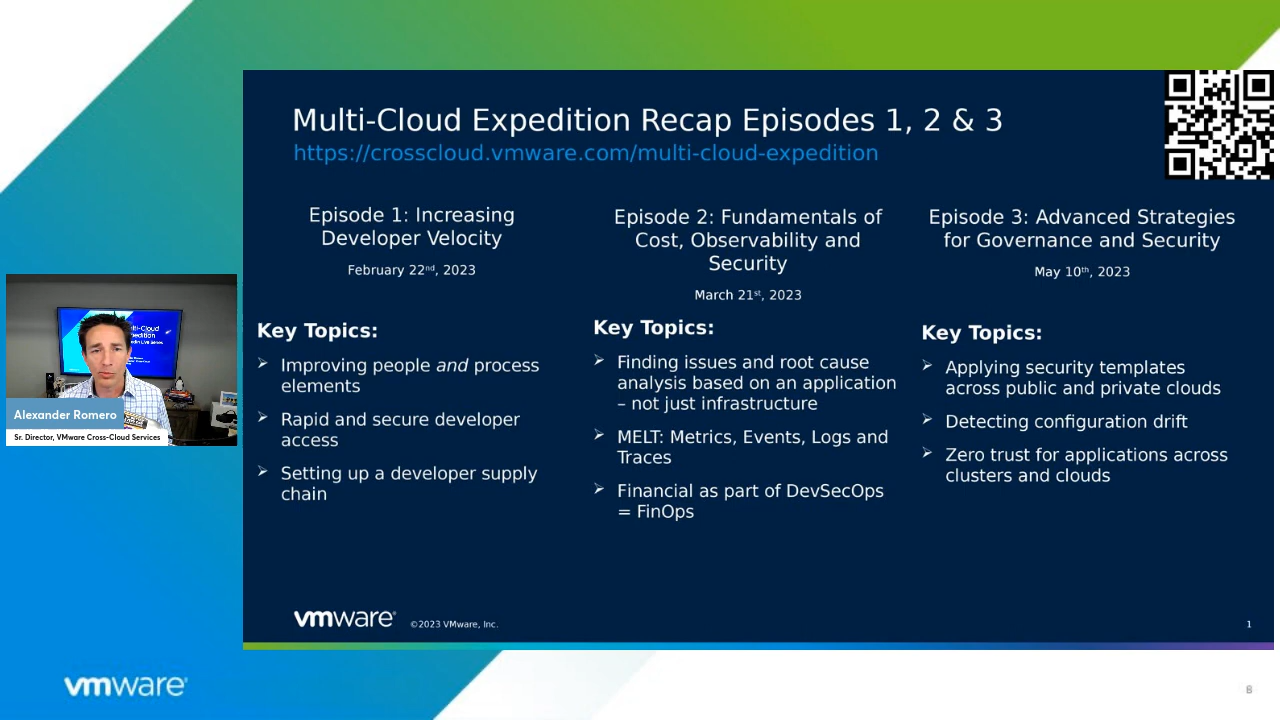 Multi-Cloud Expedition Recap Episodes 1, 2 & 3
https://crosscloud.vmware.com/multi-cloud-expedition
Episode 1: Increasing
Developer Velocity
February 22nd, 2023
Key Topics:
➢ Improving people and process
elements
➢ Rapid and secure developer
access
➢ Setting up a developer supply
chain
Episode 2: Fundamentals of
Cost, Observability and
Security
March 21st, 2023
Key Topics:
➢ Finding issues and root cause
analysis based on an application
– not just infrastructure
➢ MELT: Metrics, Events, Logs and
Traces
➢ Financial as part of DevSecOps
= FinOps
Episode 3: Advanced Strategies
for Governance and Security
May 10th, 2023
Key Topics:
➢ Applying security templates
across public and private clouds
➢ Detecting configuration drift
➢ Zero trust for applications across
clusters and clouds
Alexander Romero
Sr. Director, VMware Cross-Cloud Services
vmware®
©2023 VMware, Inc.
1
vmware®